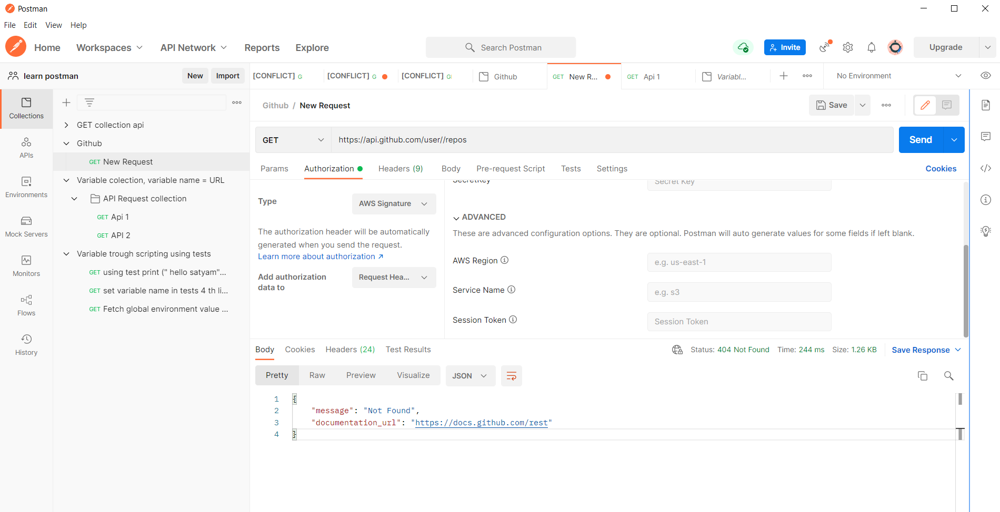 Postman
File Edit View Help
Home Workspaces API Network Reports Explore Search Postman Invite Upgrade
learn postman New Import
[CONFLICT] G [CONFLICT] G [CONFLICT] G Github GET New R... GET Api 1 Variabl... No Environment
Collections
APIs
Environments
Mock Servers
Monitors
Flows
History
GET collection api
Github
GET New Request
Variable colection, variable name = URL
API Request collection
GET Api 1
GET API 2
Variable trough scripting using tests
GET using test print (" hello satyam"...
GET set variable name in tests 4 th li...
GET Fetch global environment value ...
Github / New Request Save
GET https://api.github.com/user//repos Send
Params Authorization Headers (9) Body Pre-request Script Tests Settings Cookies
SecretKey Secret Key
Type AWS Signature
The authorization header will be automatically
generated when you send the request.
Learn more about authorization ↗
Add authorization
data to
Request Hea...
ADVANCED
These are advanced configuration options. They are optional. Postman will auto generate values for some fields if left blank.
AWS Region e.g. us-east-1
Service Name e.g. s3
Session Token Session Token
Body Cookies Headers (24) Test Results Status: 404 Not Found Time: 244 ms Size: 1.26 KB Save Response
Pretty Raw Preview Visualize JSON
1 {
2 "message": "Not Found",
3 "documentation_url": "https://docs.github.com/rest"
4 }